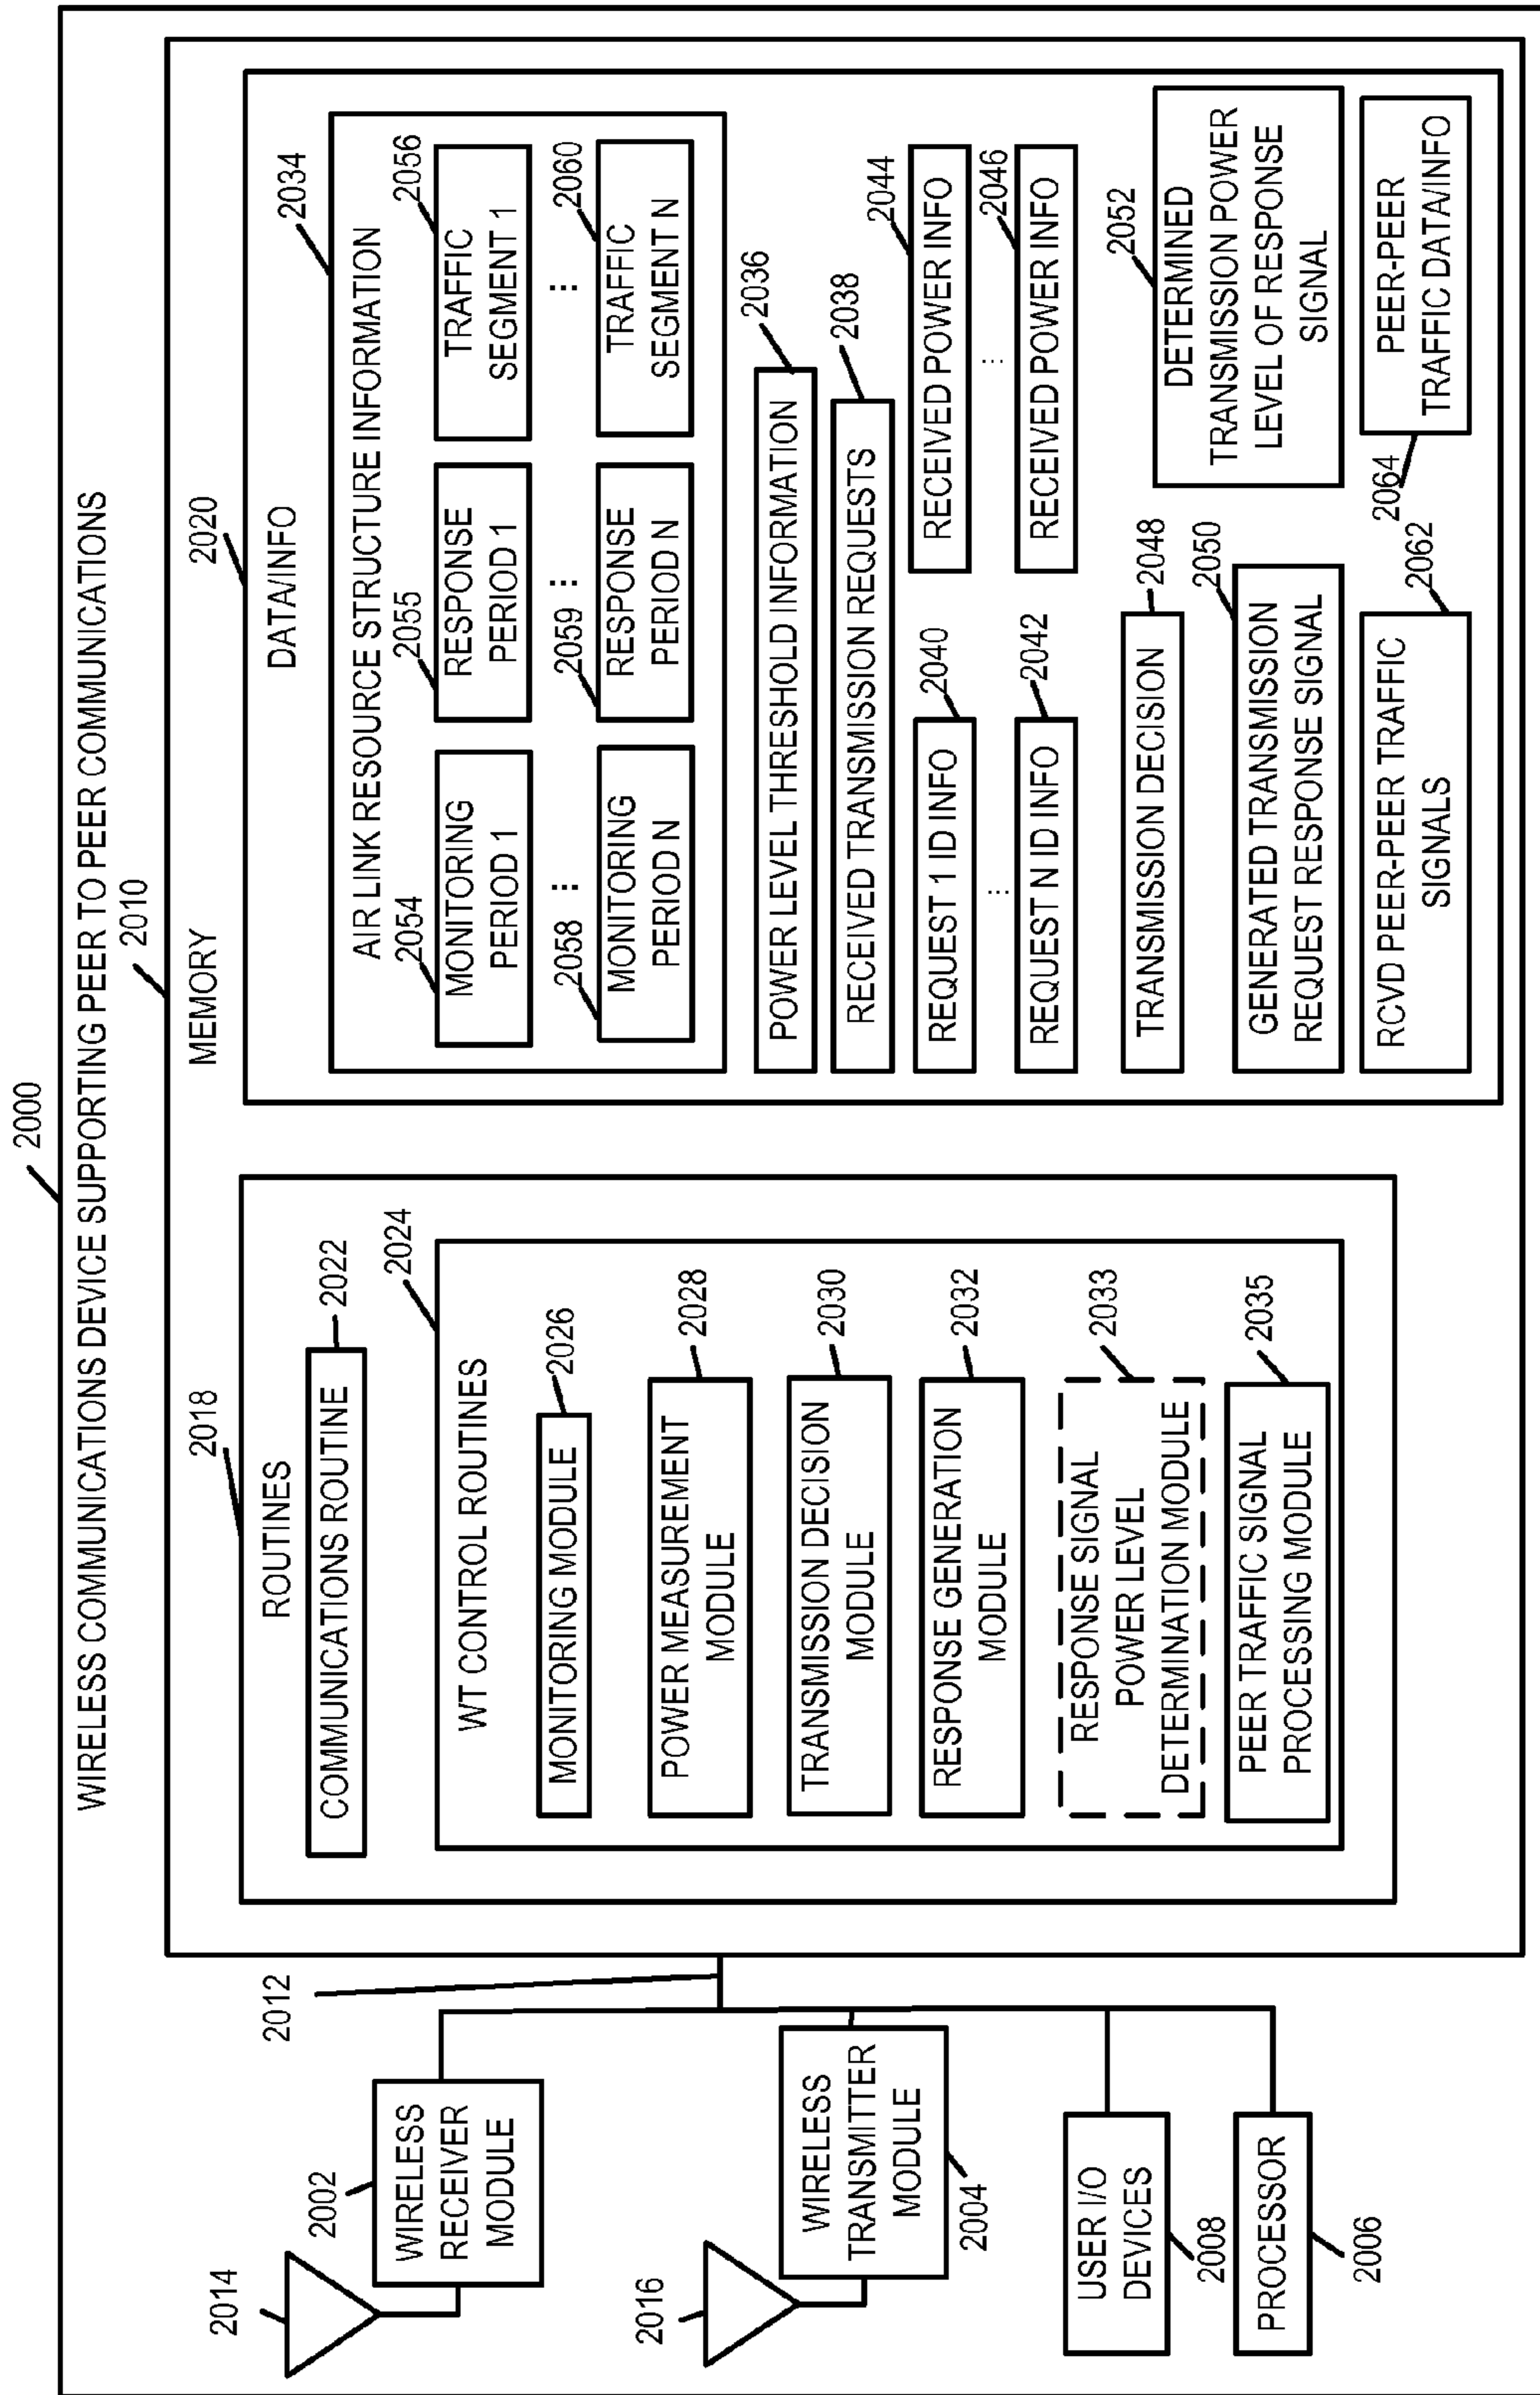 2000
WIRELESS COMMUNICATIONS DEVICE SUPPORTING PEER TO PEER COMMUNICATIONS
2014
2002
WIRELESS
RECEIVER
MODULE
2012
2016
WIRELESS
TRANSMITTER
MODULE
2004
USER I/O
DEVICES
2008
PROCESSOR
2006
2010
MEMORY
2018
ROUTINES
COMMUNICATIONS ROUTINE
2022
2024
WT CONTROL ROUTINES
2026
MONITORING MODULE
POWER MEASUREMENT
MODULE
2028
TRANSMISSION DECISION
MODULE
2030
RESPONSE GENERATION
MODULE
2032
RESPONSE SIGNAL
POWER LEVEL
DETERMINATION MODULE
2033
PEER TRAFFIC SIGNAL
PROCESSING MODULE
2035
2020
DATA/INFO
2034
AIR LINK RESOURCE STRUCTURE INFORMATION
2054
MONITORING
PERIOD 1
2055
RESPONSE
PERIOD 1
2056
TRAFFIC
SEGMENT 1
⋮
⋮
⋮
2058
MONITORING
PERIOD N
2059
RESPONSE
PERIOD N
2060
TRAFFIC
SEGMENT N
POWER LEVEL THRESHOLD INFORMATION
2036
RECEIVED TRANSMISSION REQUESTS
2038
REQUEST 1 ID INFO
2040
RECEIVED POWER INFO
2044
⋮
⋮
REQUEST N ID INFO
2042
RECEIVED POWER INFO
2046
TRANSMISSION DECISION
2048
GENERATED TRANSMISSION
REQUEST RESPONSE SIGNAL
2050
DETERMINED
TRANSMISSION POWER
LEVEL OF RESPONSE
SIGNAL
2052
RCVD PEER-PEER TRAFFIC
SIGNALS
2062
PEER-PEER
TRAFFIC DATA/INFO
2064